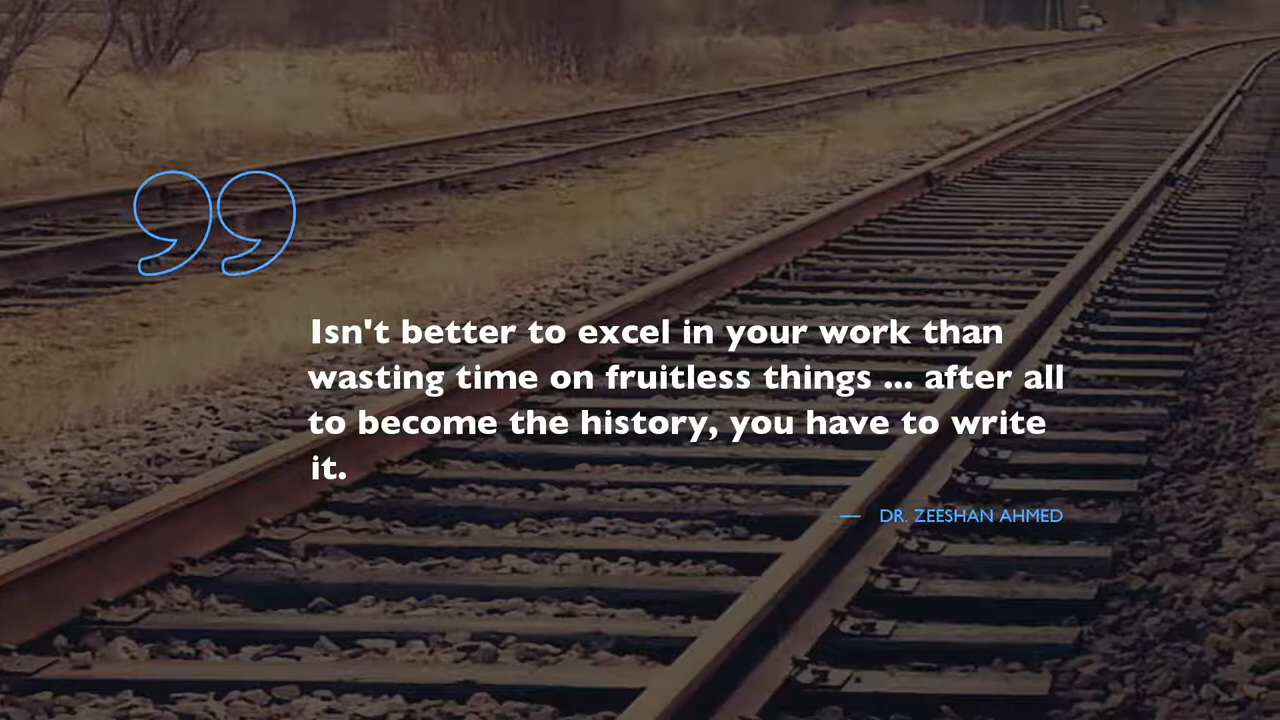 Isn't better to excel in your work than
wasting time on fruitless things ... after all
to become the history, you have to write
it.
— DR. ZEESHAN AHMED